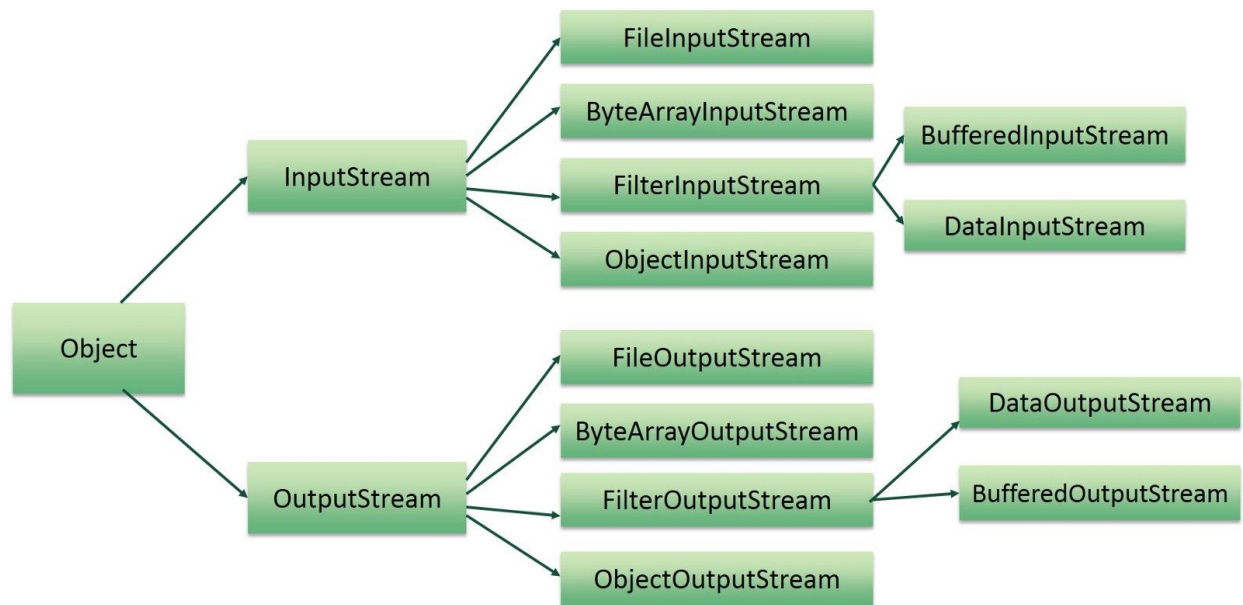 FileInputStream
ByteArrayInputStream
BufferedInputStream
InputStream
FilterInputStream
DataInputStream
ObjectInputStream
Object
FileOutputStream
DataOutputStream
ByteArrayOutputStream
OutputStream
FilterOutputStream
BufferedOutputStream
ObjectOutputStream